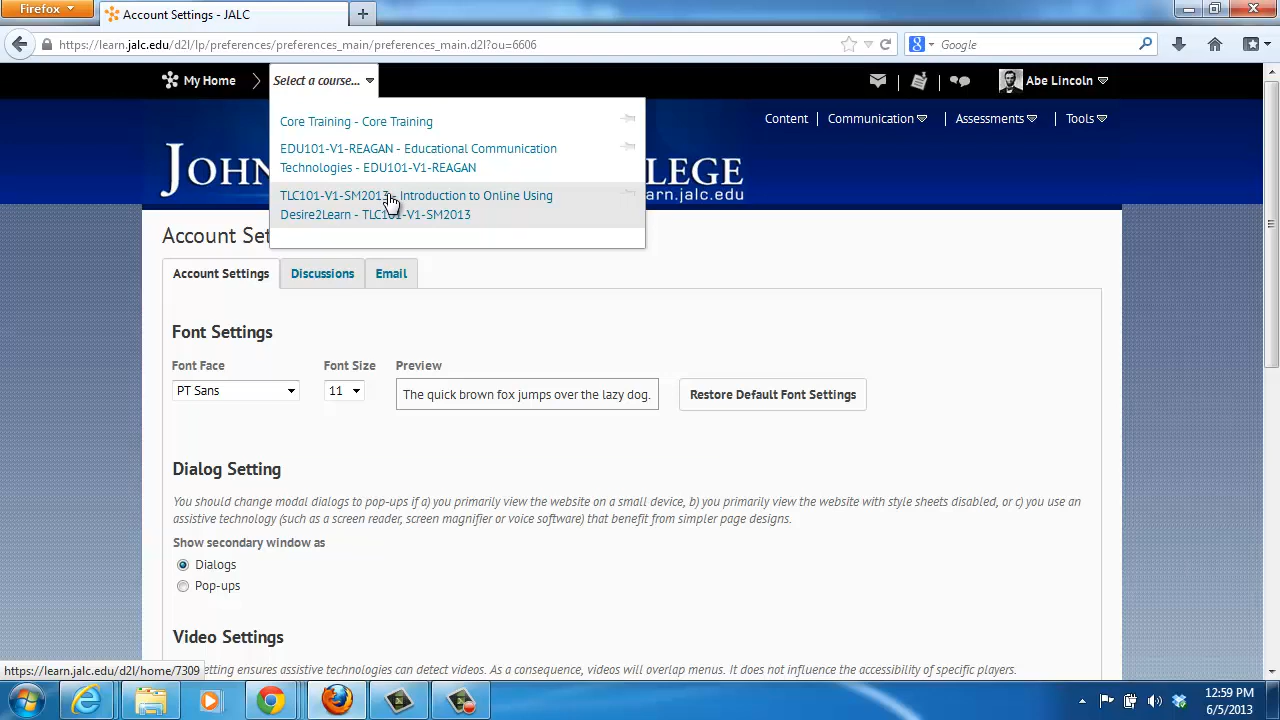 Firefox
Account Settings - JALC
https://learn.jalc.edu/d2l/lp/preferences/preferences_main/preferences_main.d2l?ou=6606
Google
My Home
Select a course...
Abe Lincoln
Core Training - Core Training
EDU101-V1-REAGAN - Educational Communication
Technologies - EDU101-V1-REAGAN
TLC101-V1-SM2013 - Introduction to Online Using
Desire2Learn - TLC101-V1-SM2013
Content
Communication
Assessments
Tools
JOHN
LLEGE
earn.jalc.edu
Account Set
Account Settings
Discussions
Email
Font Settings
Font Face
Font Size
Preview
PT Sans
11
The quick brown fox jumps over the lazy dog.
Restore Default Font Settings
Dialog Setting
You should change modal dialogs to pop-ups if a) you primarily view the website on a small device, b) you primarily view the website with style sheets disabled, or c) you use an
assistive technology (such as a screen reader, screen magnifier or voice software) that benefit from simpler page designs.
Show secondary window as
Dialogs
Pop-ups
Video Settings
etting ensures assistive technologies can detect videos. As a consequence, videos will overlap menus. It does not influence the accessibility of specific players.
https://learn.jalc.edu/d2l/home/7309
12:59 PM
6/5/2013